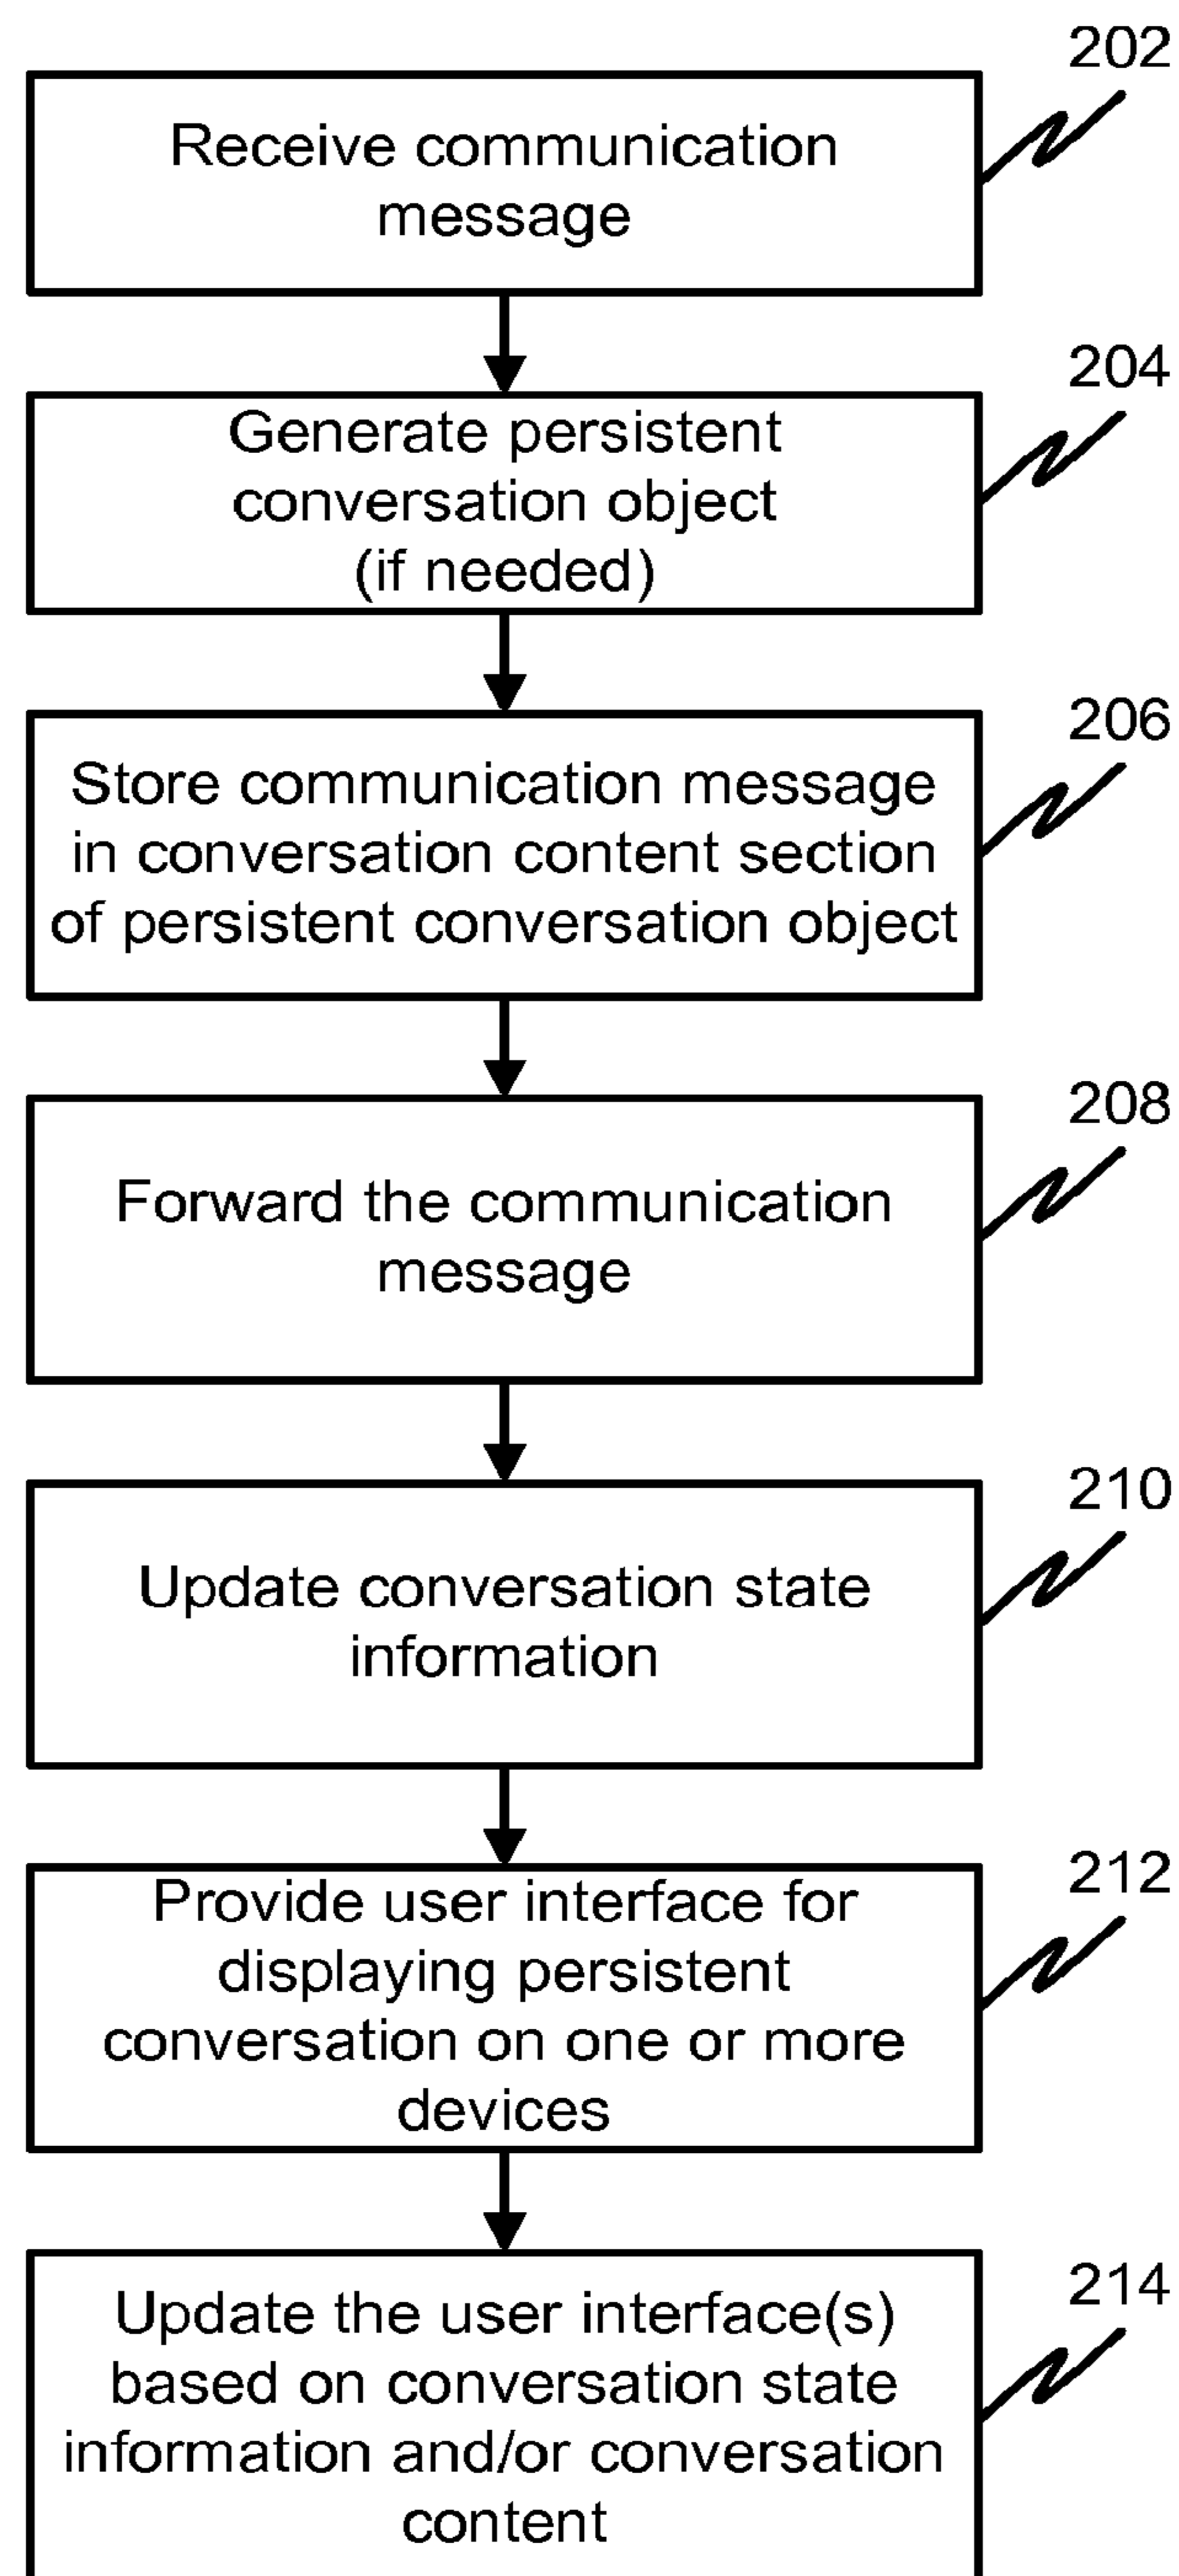 202
Receive communication
message
204
Generate persistent
conversation object
(if needed)
206
Store communication message
in conversation content section
of persistent conversation object
208
Forward the communication
message
210
Update conversation state
information
212
Provide user interface for
displaying persistent
conversation on one or more
devices
214
Update the user interface(s)
based on conversation state
information and/or conversation
content